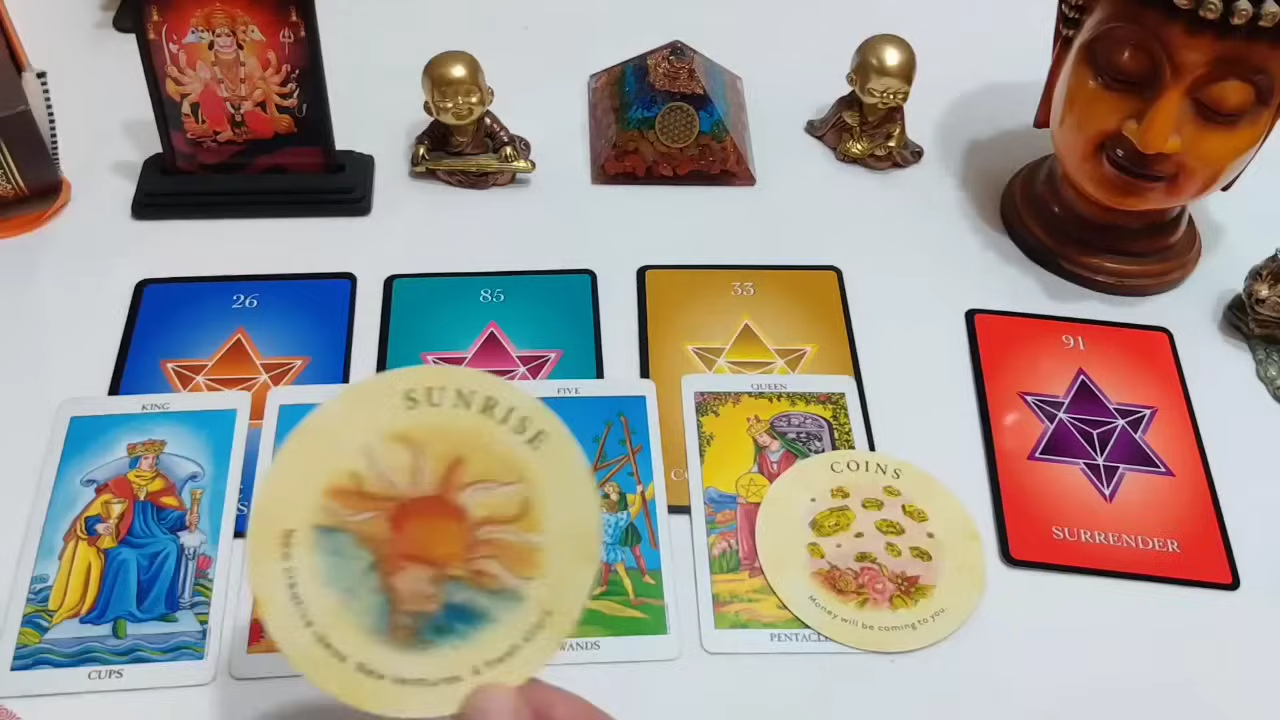 26
85
33
91
SURRENDER
KING
CUPS
FIVE
WANDS
QUEEN
PENTACLE
SUNRISE
COINS
Money will be coming to you.